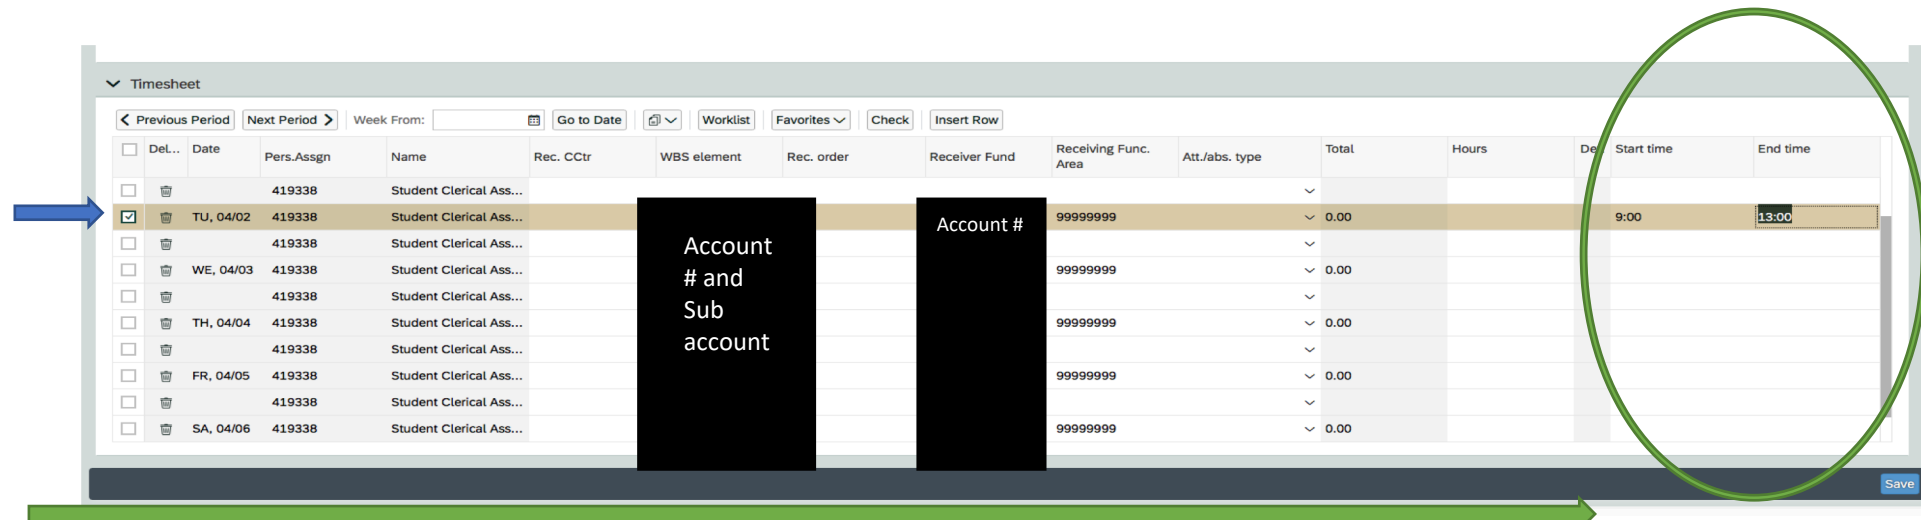 Timesheet
Previous Period Next Period Week From: Go to Date Worklist Favorites Check Insert Row
Del... Date Pers.Assgn Name Rec. CCtr WBS element Rec. order Receiver Fund Receiving Func. Area Att./abs. type Total Hours De Start time End time
419338 Student Clerical Ass...
TU, 04/02 419338 Student Clerical Ass... 99999999 0.00 9:00 13:00
419338 Student Clerical Ass...
WE, 04/03 419338 Student Clerical Ass... 99999999 0.00
419338 Student Clerical Ass...
TH, 04/04 419338 Student Clerical Ass... 99999999 0.00
419338 Student Clerical Ass...
FR, 04/05 419338 Student Clerical Ass... 99999999 0.00
419338 Student Clerical Ass...
SA, 04/06 419338 Student Clerical Ass... 99999999 0.00
Account
# and
Sub
account
Account #
Save